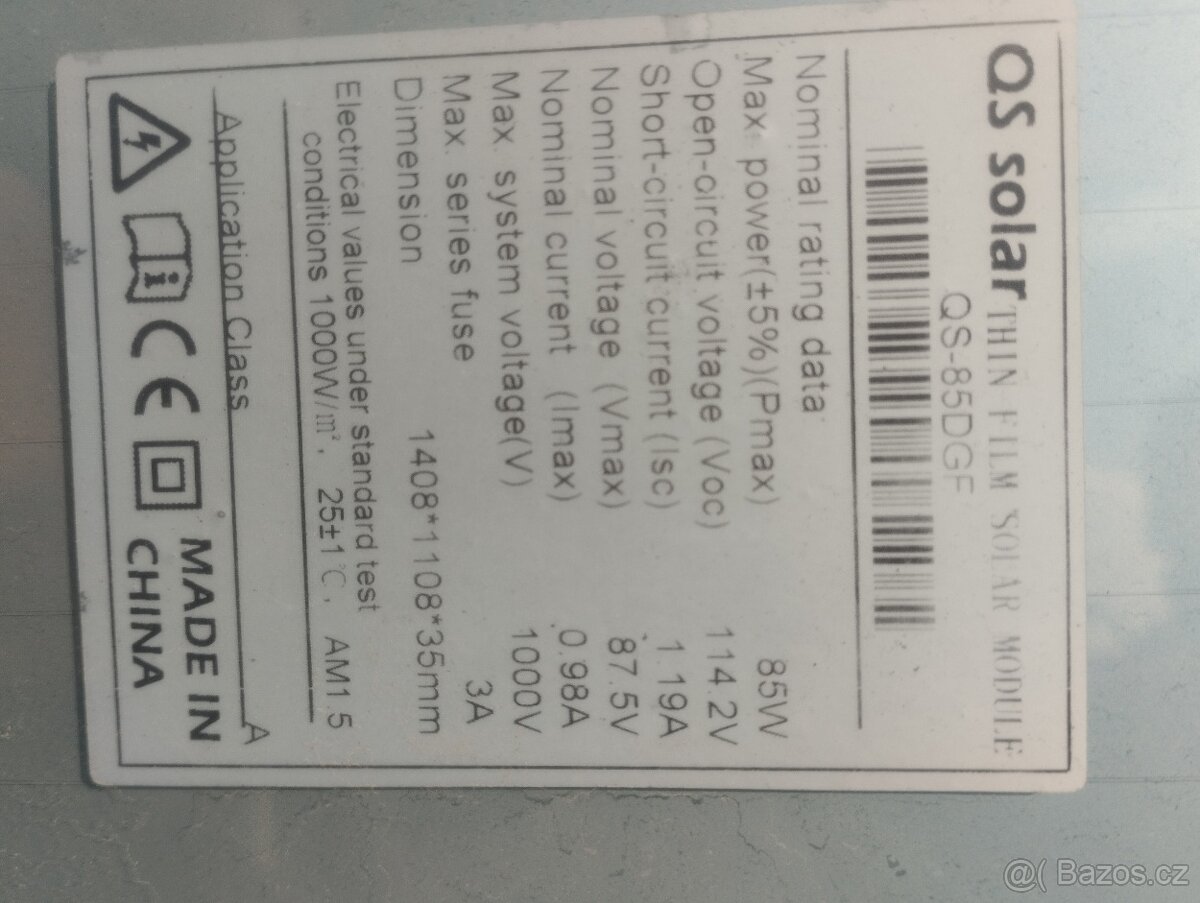 QS solar THIN FILM SOLAR MODULE
QS-85DGF
Nominal rating data
Max. power(±5%)(Pmax) 85W
Open-circuit voltage (Voc) 114.2V
Short-circuit current (Isc) 1.19A
Nominal voltage (Vmax) 87.5V
Nominal current (Imax) 0.98A
Max. system voltage(V) 1000V
Max. series fuse 3A
Dimension 1408*1108*35mm
Electrical values under standard test
conditions 1000W/m², 25±1℃, AM1.5
Application Class A
CE MADE IN
CHINA
@( Bazos.cz